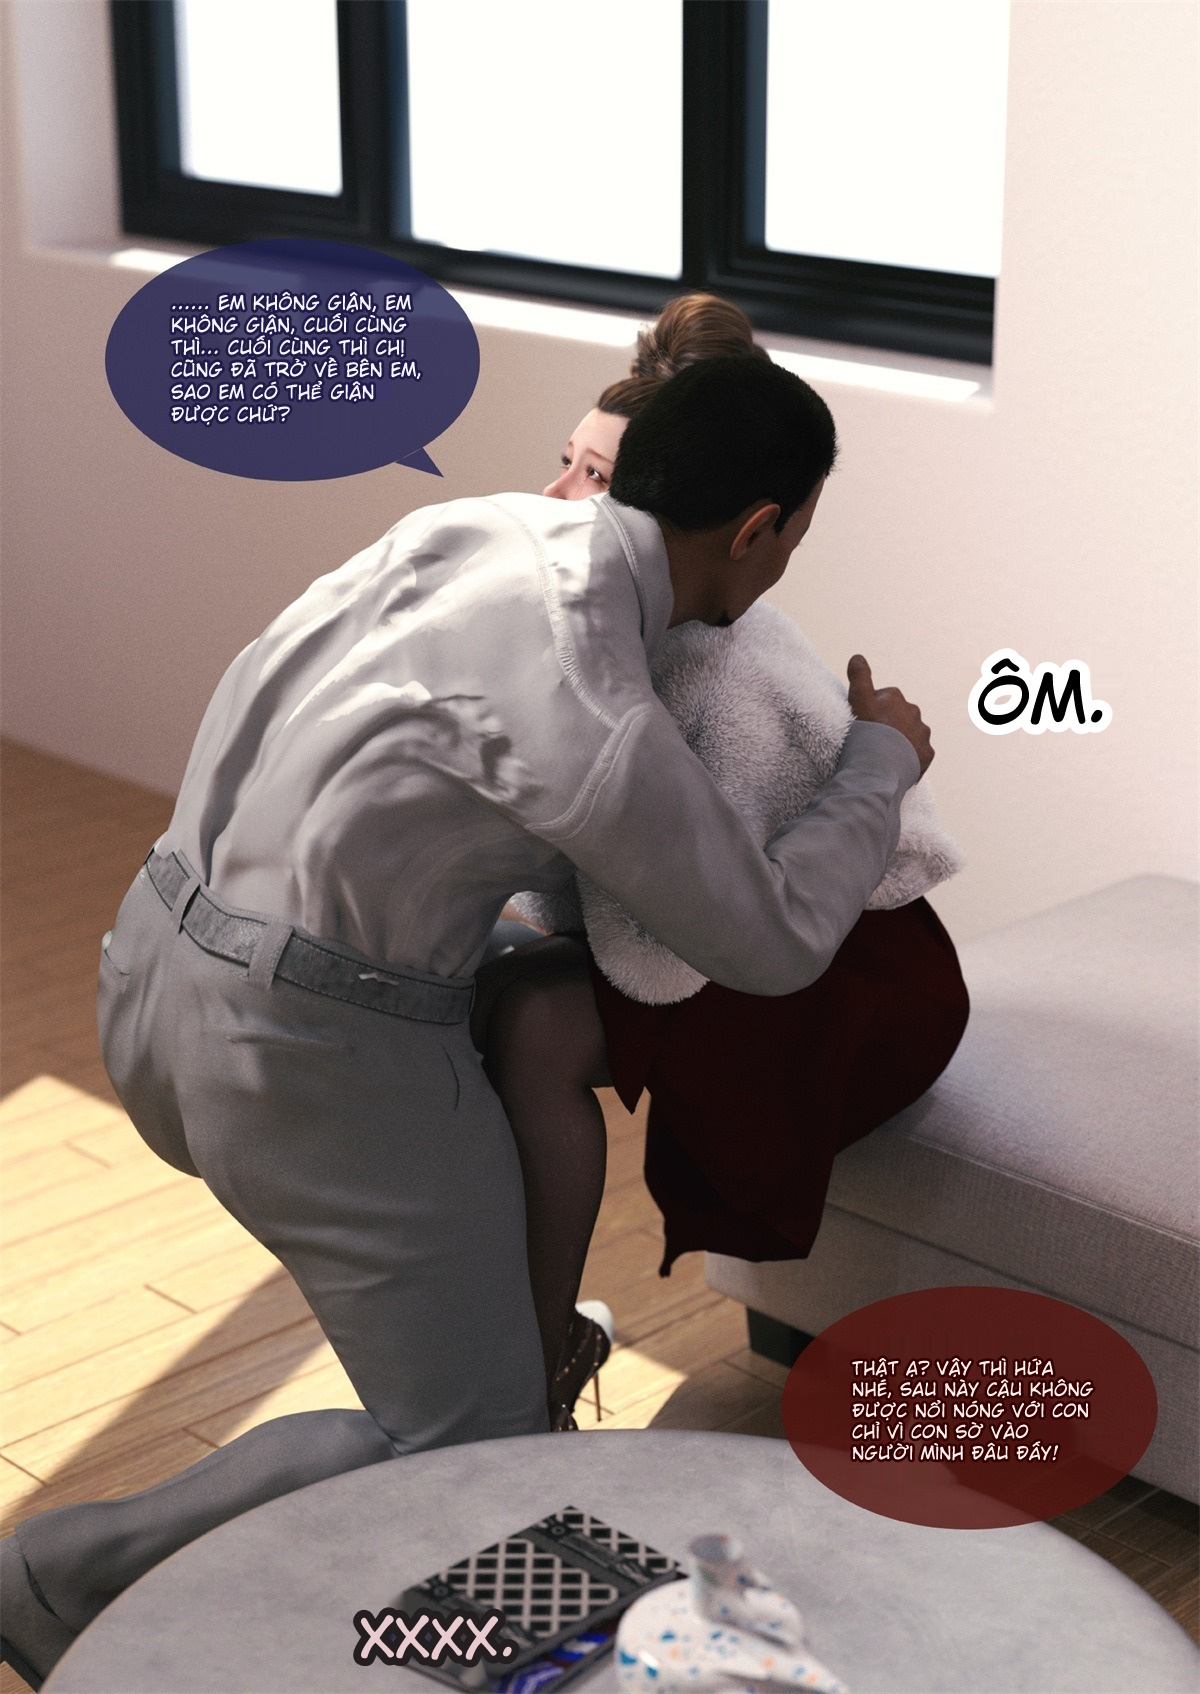 ...... EM KHÔNG GIẬN, EM
KHÔNG GIẬN, CUỐI CÙNG
THÌ... CUỐI CÙNG THÌ CHỊ
CŨNG ĐÃ TRỞ VỀ BÊN EM,
SAO EM CÓ THỂ GIẬN
ĐƯỢC CHỨ?
ÔM.
THẬT Ạ? VẬY THÌ HỨA
NHÉ, SAU NÀY CẬU KHÔNG
ĐƯỢC NỔI NÓNG VỚI CON
CHỈ VÌ CON SỜ VÀO
NGƯỜI MÌNH ĐÂU ĐẤY!
XXXX.